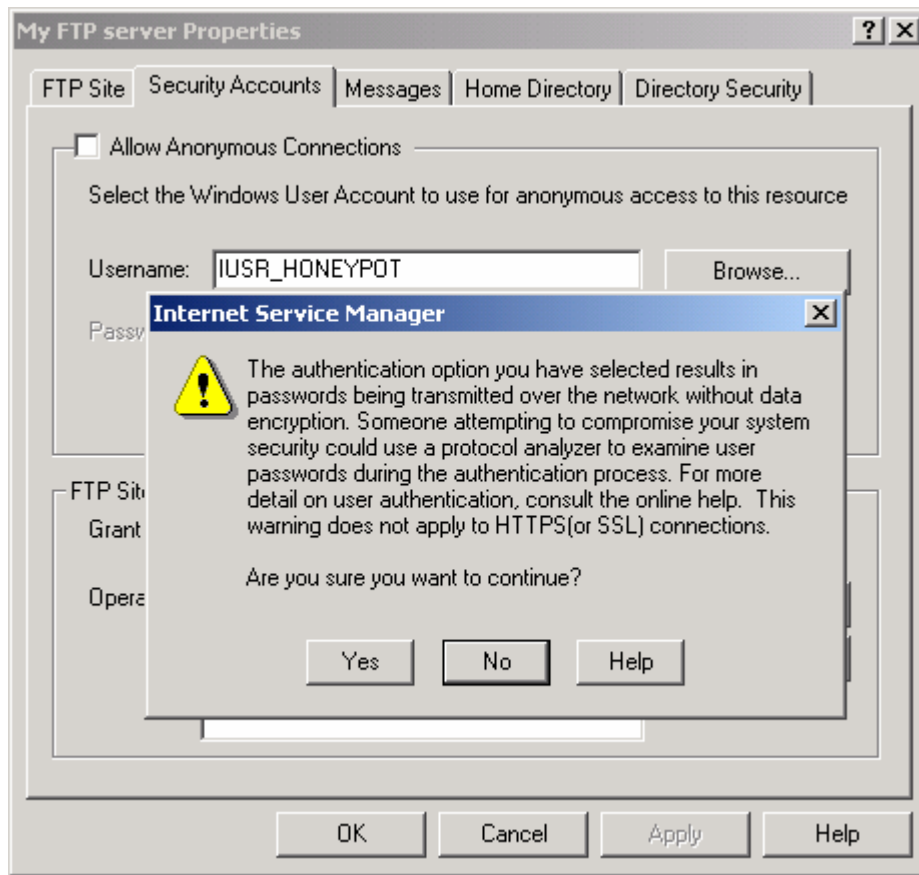 My FTP server Properties
FTP Site Security Accounts Messages Home Directory Directory Security
Allow Anonymous Connections
Select the Windows User Account to use for anonymous access to this resource
Username: IUSR_HONEYPOT Browse...
Internet Service Manager
The authentication option you have selected results in
passwords being transmitted over the network without data
encryption. Someone attempting to compromise your system
security could use a protocol analyzer to examine user
passwords during the authentication process. For more
detail on user authentication, consult the online help. This
warning does not apply to HTTPS(or SSL) connections.
Are you sure you want to continue?
Yes No Help
FTP
Grant
OK Cancel Apply Help